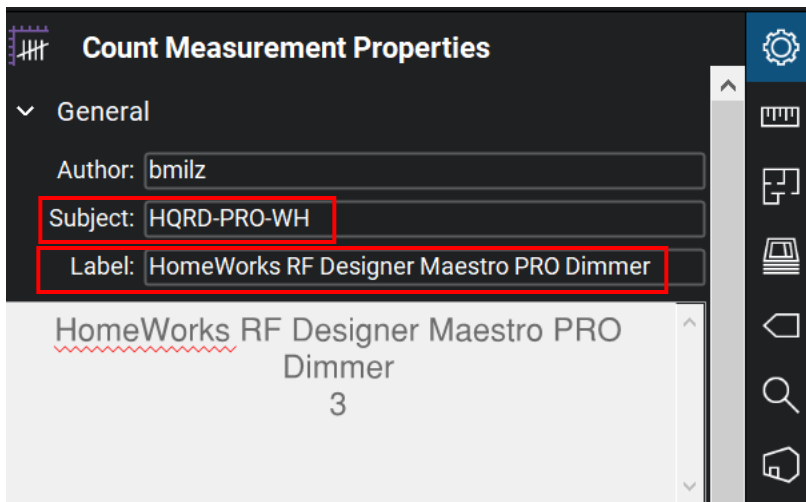 Count Measurement Properties
General
Author: bmilz
Subject: HQRD-PRO-WH
Label: HomeWorks RF Designer Maestro PRO Dimmer
HomeWorks RF Designer Maestro PRO
Dimmer
3